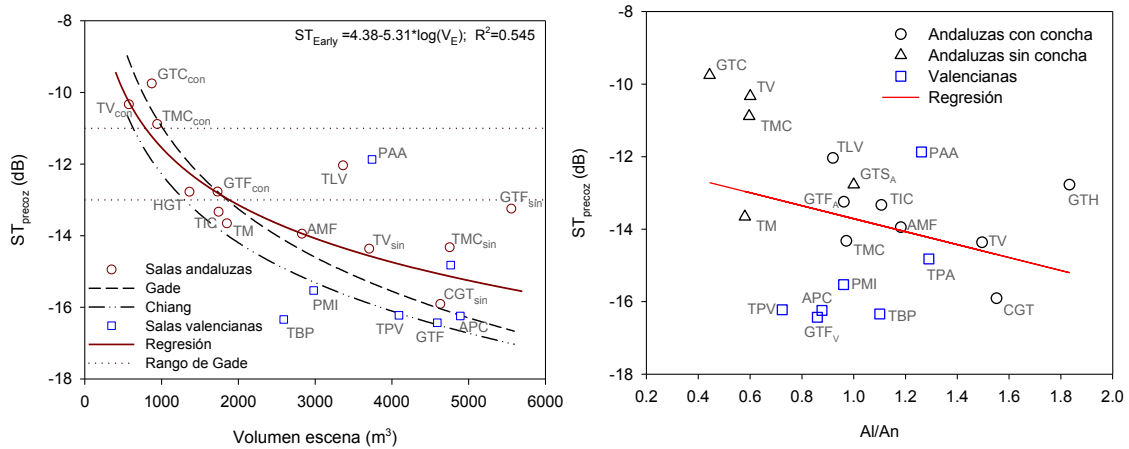 ST_Early =4.38-5.31*log(V_E); R²=0.545
-8
-10
-12
-14
-16
-18
ST_precoz (dB)
0 1000 2000 3000 4000 5000 6000
Volumen escena (m³)
GTC_con
TV_con
TMC_con
PAA
TLV
GTF_con
HGT
GTF_sin
TIC
TM
AMF
TV_sin
TMC_sin
CGT_sin
PMI
TBP
TPV
GTF
APC
Salas andaluzas
Gade
Chiang
Salas valencianas
Regresión
Rango de Gade
Andaluzas con concha
Andaluzas sin concha
Valencianas
Regresión
-8
-10
-12
-14
-16
-18
ST_precoz (dB)
0.2 0.4 0.6 0.8 1.0 1.2 1.4 1.6 1.8 2.0
Al/An
GTC
TV
TMC
TLV
PAA
GTS_A
GTF_A
TIC
GTH
TM
AMF
TMC
TV
TPA
PMI
CGT
TPV
APC
TBP
GTF_V